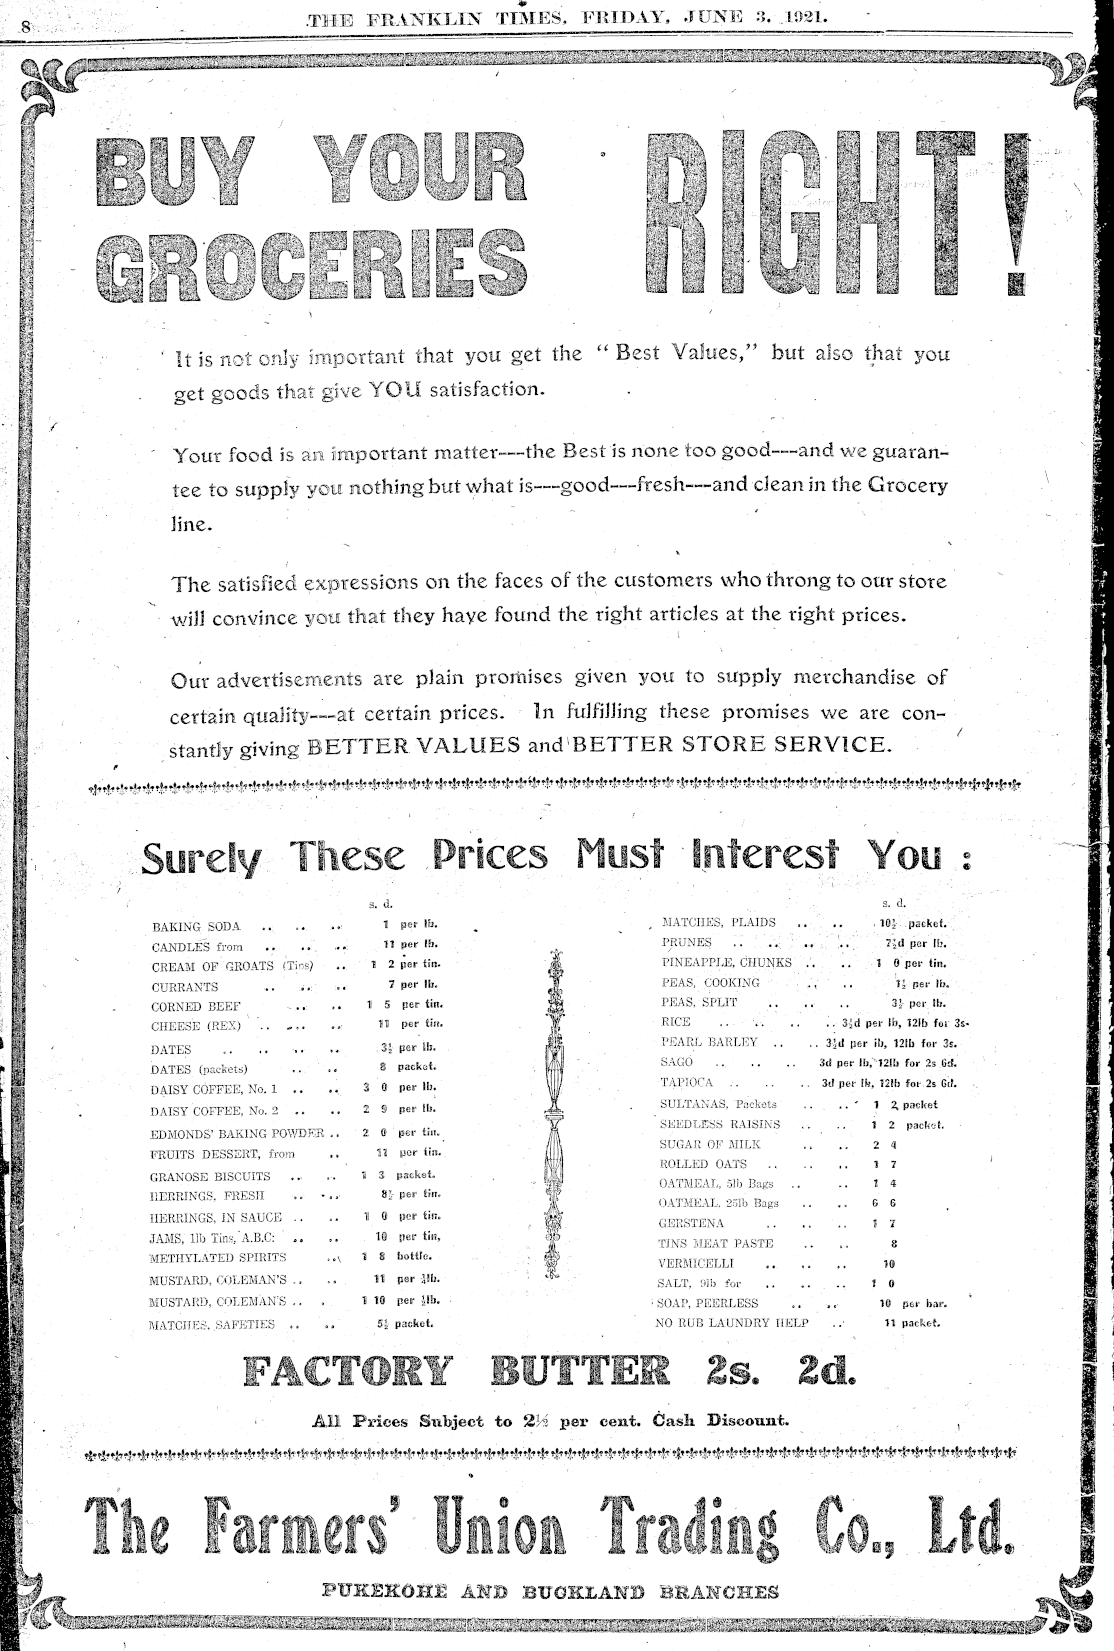 8
THE FRANKLIN TIMES, FRIDAY, JUNE 3, 1921.
BUY YOUR
GROCERIES
RIGHT!
It is not only important that you get the "Best Values," but also that you
get goods that give YOU satisfaction.
Your food is an important matter---the Best is none too good---and we guaran-
tee to supply you nothing but what is---good---fresh---and clean in the Grocery
line.
The satisfied expressions on the faces of the customers who throng to our store
will convince you that they have found the right articles at the right prices.
Our advertisements are plain promises given you to supply merchandise of
certain quality---at certain prices. In fulfilling these promises we are con-
stantly giving BETTER VALUES and BETTER STORE SERVICE.
Surely These Prices Must Interest You :
s. d.
BAKING SODA .. .. .. 1 per lb.
CANDLES from .. .. .. 11 per lb.
CREAM OF GROATS (Tins) .. 1 2 per tin.
CURRANTS .. .. .. 7 per lb.
CORNED BEEF .. .. 1 5 per tin.
CHEESE (REX) .. .. .. 11 per tin.
DATES .. .. .. .. 3½ per lb.
DATES (packets) .. .. 8 packet.
DAISY COFFEE, No. 1 .. .. 3 0 per lb.
DAISY COFFEE, No. 2 .. .. 2 9 per lb.
EDMONDS' BAKING POWDER .. 2 0 per tin.
FRUITS DESSERT, from .. 11 per tin.
GRANOSE BISCUITS .. .. 1 3 packet.
HERRINGS, FRESH .. .. 8½ per tin.
HERRINGS, IN SAUCE .. .. 1 0 per tin.
JAMS, 1lb Tins, A.B.C: .. .. 10 per tin,
METHYLATED SPIRITS .. 1 8 bottle.
MUSTARD, COLEMAN'S .. .. 11 per ¼lb.
MUSTARD, COLEMAN'S .. . 1 10 per ½lb.
MATCHES, SAFETIES .. .. 5½ packet.
s. d.
MATCHES, PLAIDS .. .. 10½ packet.
PRUNES .. .. .. .. 7½d per lb.
PINEAPPLE, CHUNKS .. .. 1 0 per tin.
PEAS, COOKING .. .. 1½ per lb.
PEAS, SPLIT .. .. .. 3½ per lb.
RICE .. .. .. .. 3½d per lb, 12lb for 3s.
PEARL BARLEY .. .. 3½d per lb, 12lb for 3s.
SAGO .. .. .. 3d per lb, 12lb for 2s 6d.
TAPIOCA .. .. .. 3d per lb, 12lb for 2s 6d.
SULTANAS, Packets .. .. 1 2 packet
SEEDLESS RAISINS .. .. 1 2 packet.
SUGAR OF MILK .. .. 2 4
ROLLED OATS .. .. .. 1 7
OATMEAL, 5lb Bags .. .. 1 4
OATMEAL, 25lb Bags .. .. 6 6
GERSTENA .. .. .. 1 7
TINS MEAT PASTE .. .. 8
VERMICELLI .. .. .. 10
SALT, 9lb for .. .. .. 1 0
SOAP, PEERLESS .. .. 10 per bar.
NO RUB LAUNDRY HELP .. 11 packet.
FACTORY BUTTER 2s. 2d.
All Prices Subject to 2½ per cent. Cash Discount.
The Farmers' Union Trading Co., Ltd.
PUKEKOHE AND BUCKLAND BRANCHES